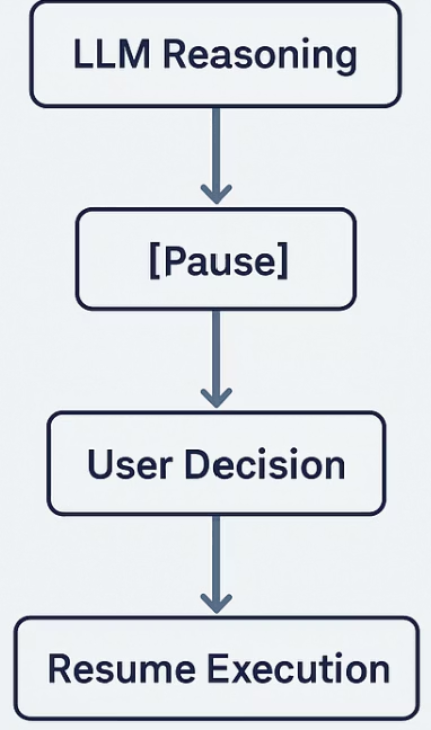 LLM Reasoning
[Pause]
User Decision
Resume Execution